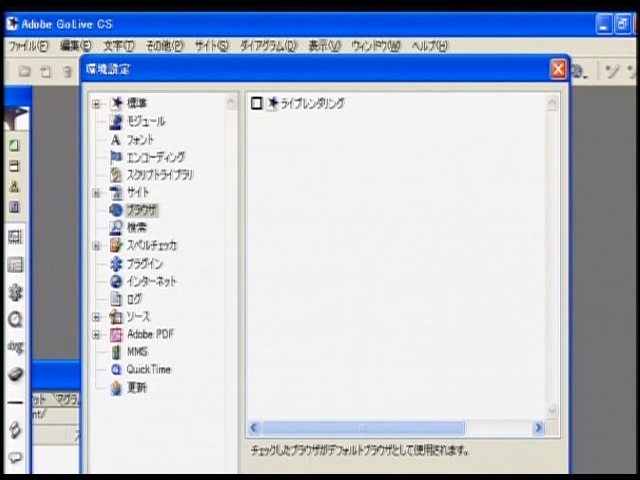 Adobe GoLive CS
ファイル(F) 編集(E) 文字(T) その他(P) サイト(S) ダイアグラム(D) 表示(V) ウィンドウ(W) ヘルプ(H)
環境設定
標準
モジュール
フォント
エンコーディング
スクリプトライブラリ
サイト
ブラウザ
検索
スペルチェッカ
プラグイン
インターネット
ログ
ソース
Adobe PDF
MMS
QuickTime
更新
ライブレンダリング
チェックしたブラウザがデフォルトブラウザとして使用されます。